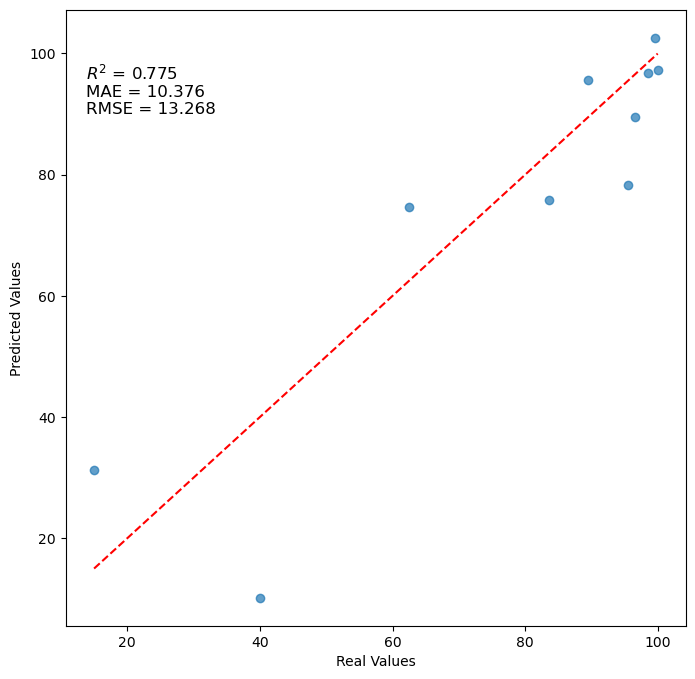 R² = 0.775
MAE = 10.376
RMSE = 13.268
Predicted Values
100
80
60
40
20
20 40 60 80 100
Real Values